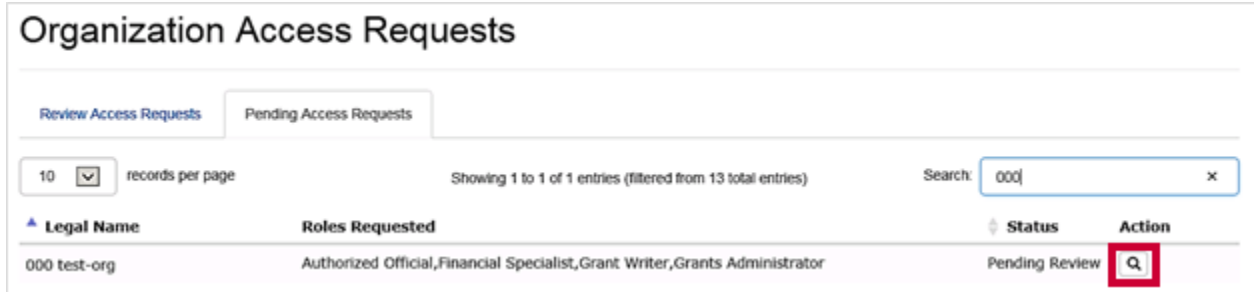 Organization Access Requests
Review Access Requests Pending Access Requests
10 records per page Showing 1 to 1 of 1 entries (filtered from 13 total entries) Search: 000 ×
Legal Name Roles Requested Status Action
000 test-org Authorized Official,Financial Specialist,Grant Writer,Grants Administrator Pending Review